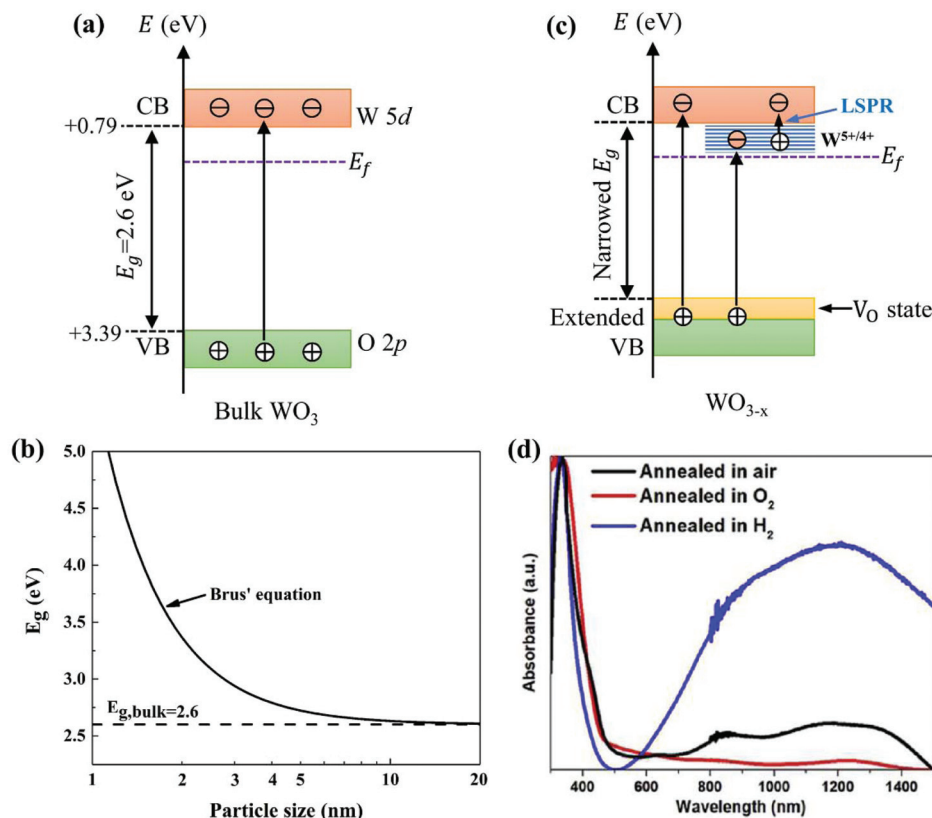 (a)
E (eV)
CB
W 5d
+0.79
E_f
E_g=2.6 eV
+3.39
VB
O 2p
Bulk WO₃
(c)
E (eV)
CB
LSPR
W⁵⁺/⁴⁺
E_f
Narrowed E_g
Extended
VB
V_O state
WO₃₋ₓ
(b)
5.0
4.5
4.0
3.5
3.0
2.5
E_g (eV)
Brus' equation
E_g,bulk=2.6
1
2
3
4
5
10
20
Particle size (nm)
(d)
Annealed in air
Annealed in O₂
Annealed in H₂
Absorbance (a.u.)
400
600
800
1000
1200
1400
Wavelength (nm)